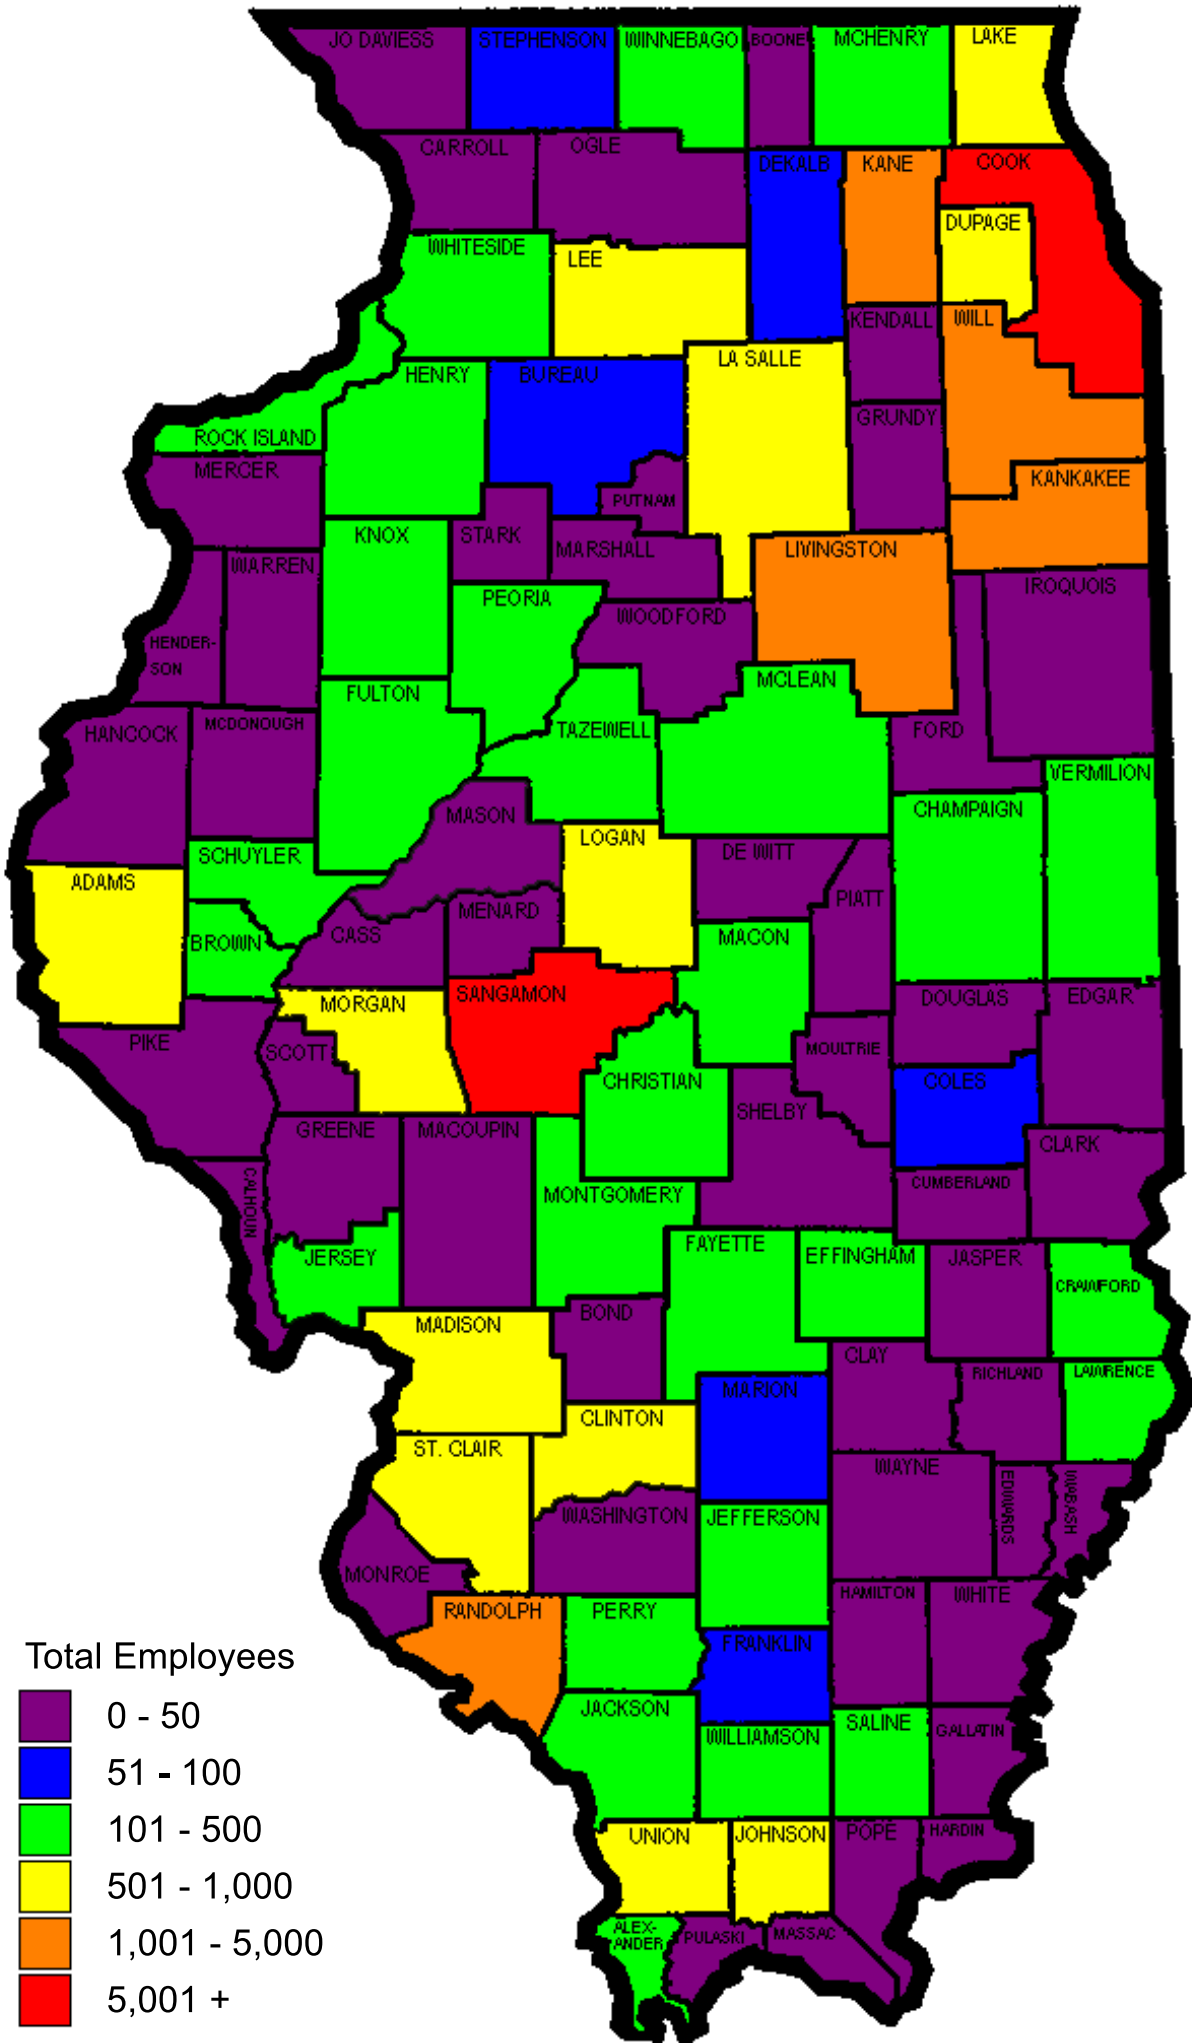 JO DAVIESS
STEPHENSON
WINNEBAGO
BOONE
MCHENRY
LAKE
CARROLL
OGLE
DEKALB
KANE
COOK
DUPAGE
WHITESIDE
LEE
KENDALL
WILL
LA SALLE
HENRY
BUREAU
GRUNDY
ROCK ISLAND
MERCER
KANKAKEE
PUTNAM
KNOX
STARK
MARSHALL
LIVINGSTON
WARREN
IROQUOIS
PEORIA
WOODFORD
HENDER-
SON
FULTON
MCLEAN
HANCOCK
MCDONOUGH
TAZEWELL
FORD
VERMILION
MASON
CHAMPAIGN
LOGAN
DE WITT
SCHUYLER
ADAMS
PIATT
MENARD
CASS
BROWN
MACON
MORGAN
SANGAMON
DOUGLAS
EDGAR
PIKE
SCOTT
MOULTRIE
CHRISTIAN
COLES
SHELBY
GREENE
MACOUPIN
CLARK
CALHOUN
CUMBERLAND
MONTGOMERY
JERSEY
FAYETTE
EFFINGHAM
JASPER
CRAWFORD
MADISON
BOND
CLAY
RICHLAND
LAWRENCE
MARION
CLINTON
ST. CLAIR
WAYNE
EDWARDS
WABASH
WASHINGTON
JEFFERSON
MONROE
RANDOLPH
PERRY
HAMILTON
WHITE
FRANKLIN
JACKSON
WILLIAMSON
SALINE
GALLATIN
UNION
JOHNSON
POPE
HARDIN
ALEX-
ANDER
PULASKI
MASSAC
Total Employees
0 - 50
51 - 100
101 - 500
501 - 1,000
1,001 - 5,000
5,001 +